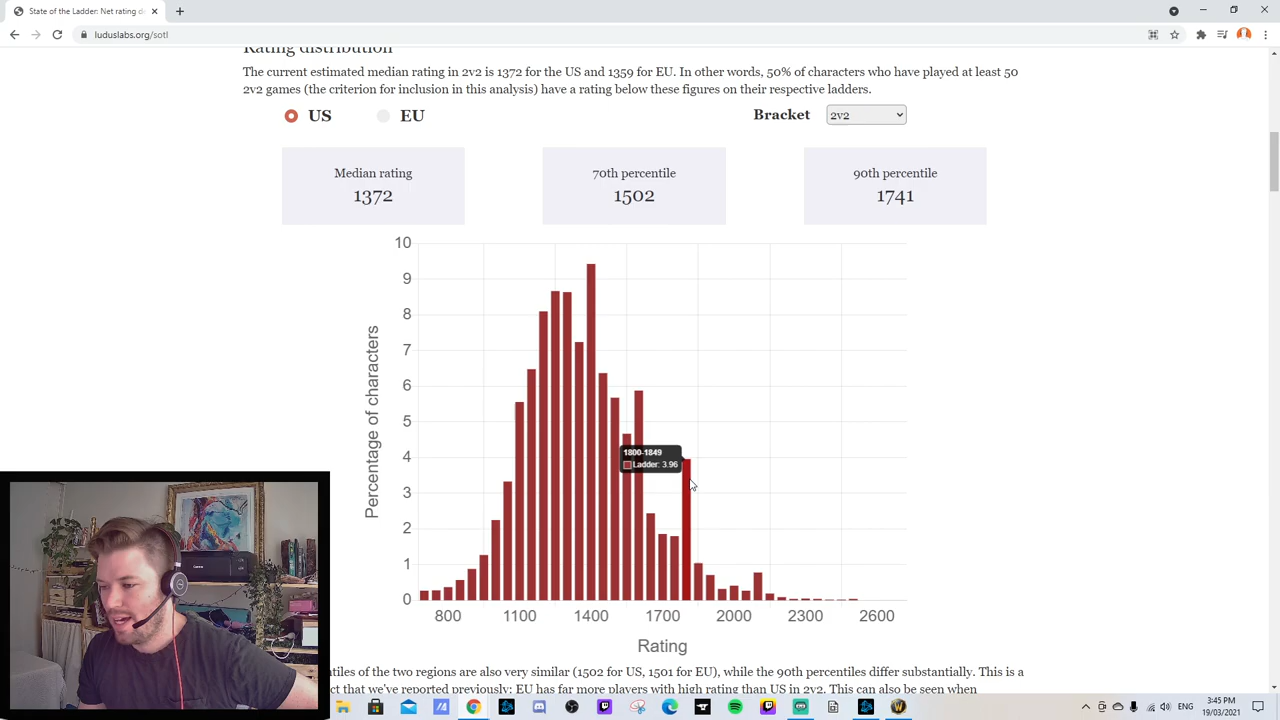 State of the Ladder: Net rating d
luduslabs.org/sotl
Rating distribution
The current estimated median rating in 2v2 is 1372 for the US and 1359 for EU. In other words, 50% of characters who have played at least 50
2v2 games (the criterion for inclusion in this analysis) have a rating below these figures on their respective ladders.
US EU Bracket 2v2
Median rating 70th percentile 90th percentile
1372 1502 1741
10
9
8
7
6
5
4
3
2
1
0
Percentage of characters
1800-1849
Ladder: 3.96
800 1100 1400 1700 2000 2300 2600
Rating
tiles of the two regions are also very similar (1502 for US, 1501 for EU), while the 90th percentiles differ substantially. This is a
ct that we've reported previously: EU has far more players with high rating than US in 2v2. This can also be seen when
ENG
3:45 PM
19/03/2021